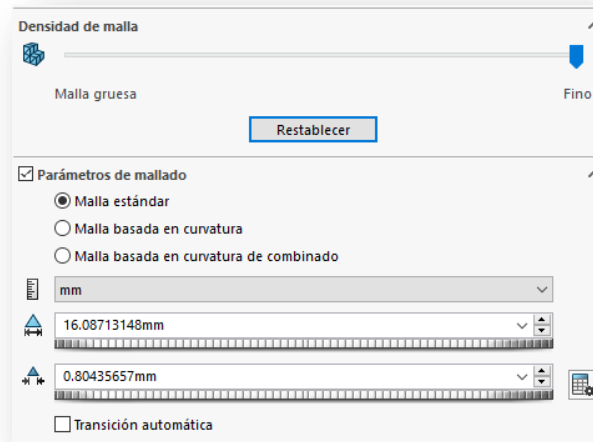 Densidad de malla
Malla gruesa
Fino
Restablecer
Parámetros de mallado
Malla estándar
Malla basada en curvatura
Malla basada en curvatura de combinado
mm
16.08713148mm
0.80435657mm
Transición automática